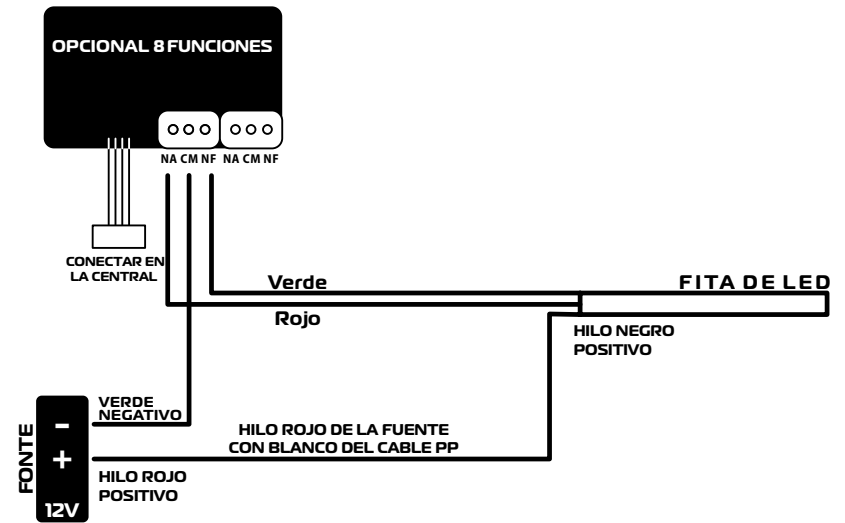 OPCIONAL 8 FUNCIONES
NA CM NF NA CM NF
CONECTAR EN
LA CENTRAL
Verde
Rojo
FITA DE LED
HILO NEGRO
POSITIVO
VERDE
NEGATIVO
HILO ROJO DE LA FUENTE
CON BLANCO DEL CABLE PP
FONTE
-
+
12V
HILO ROJO
POSITIVO